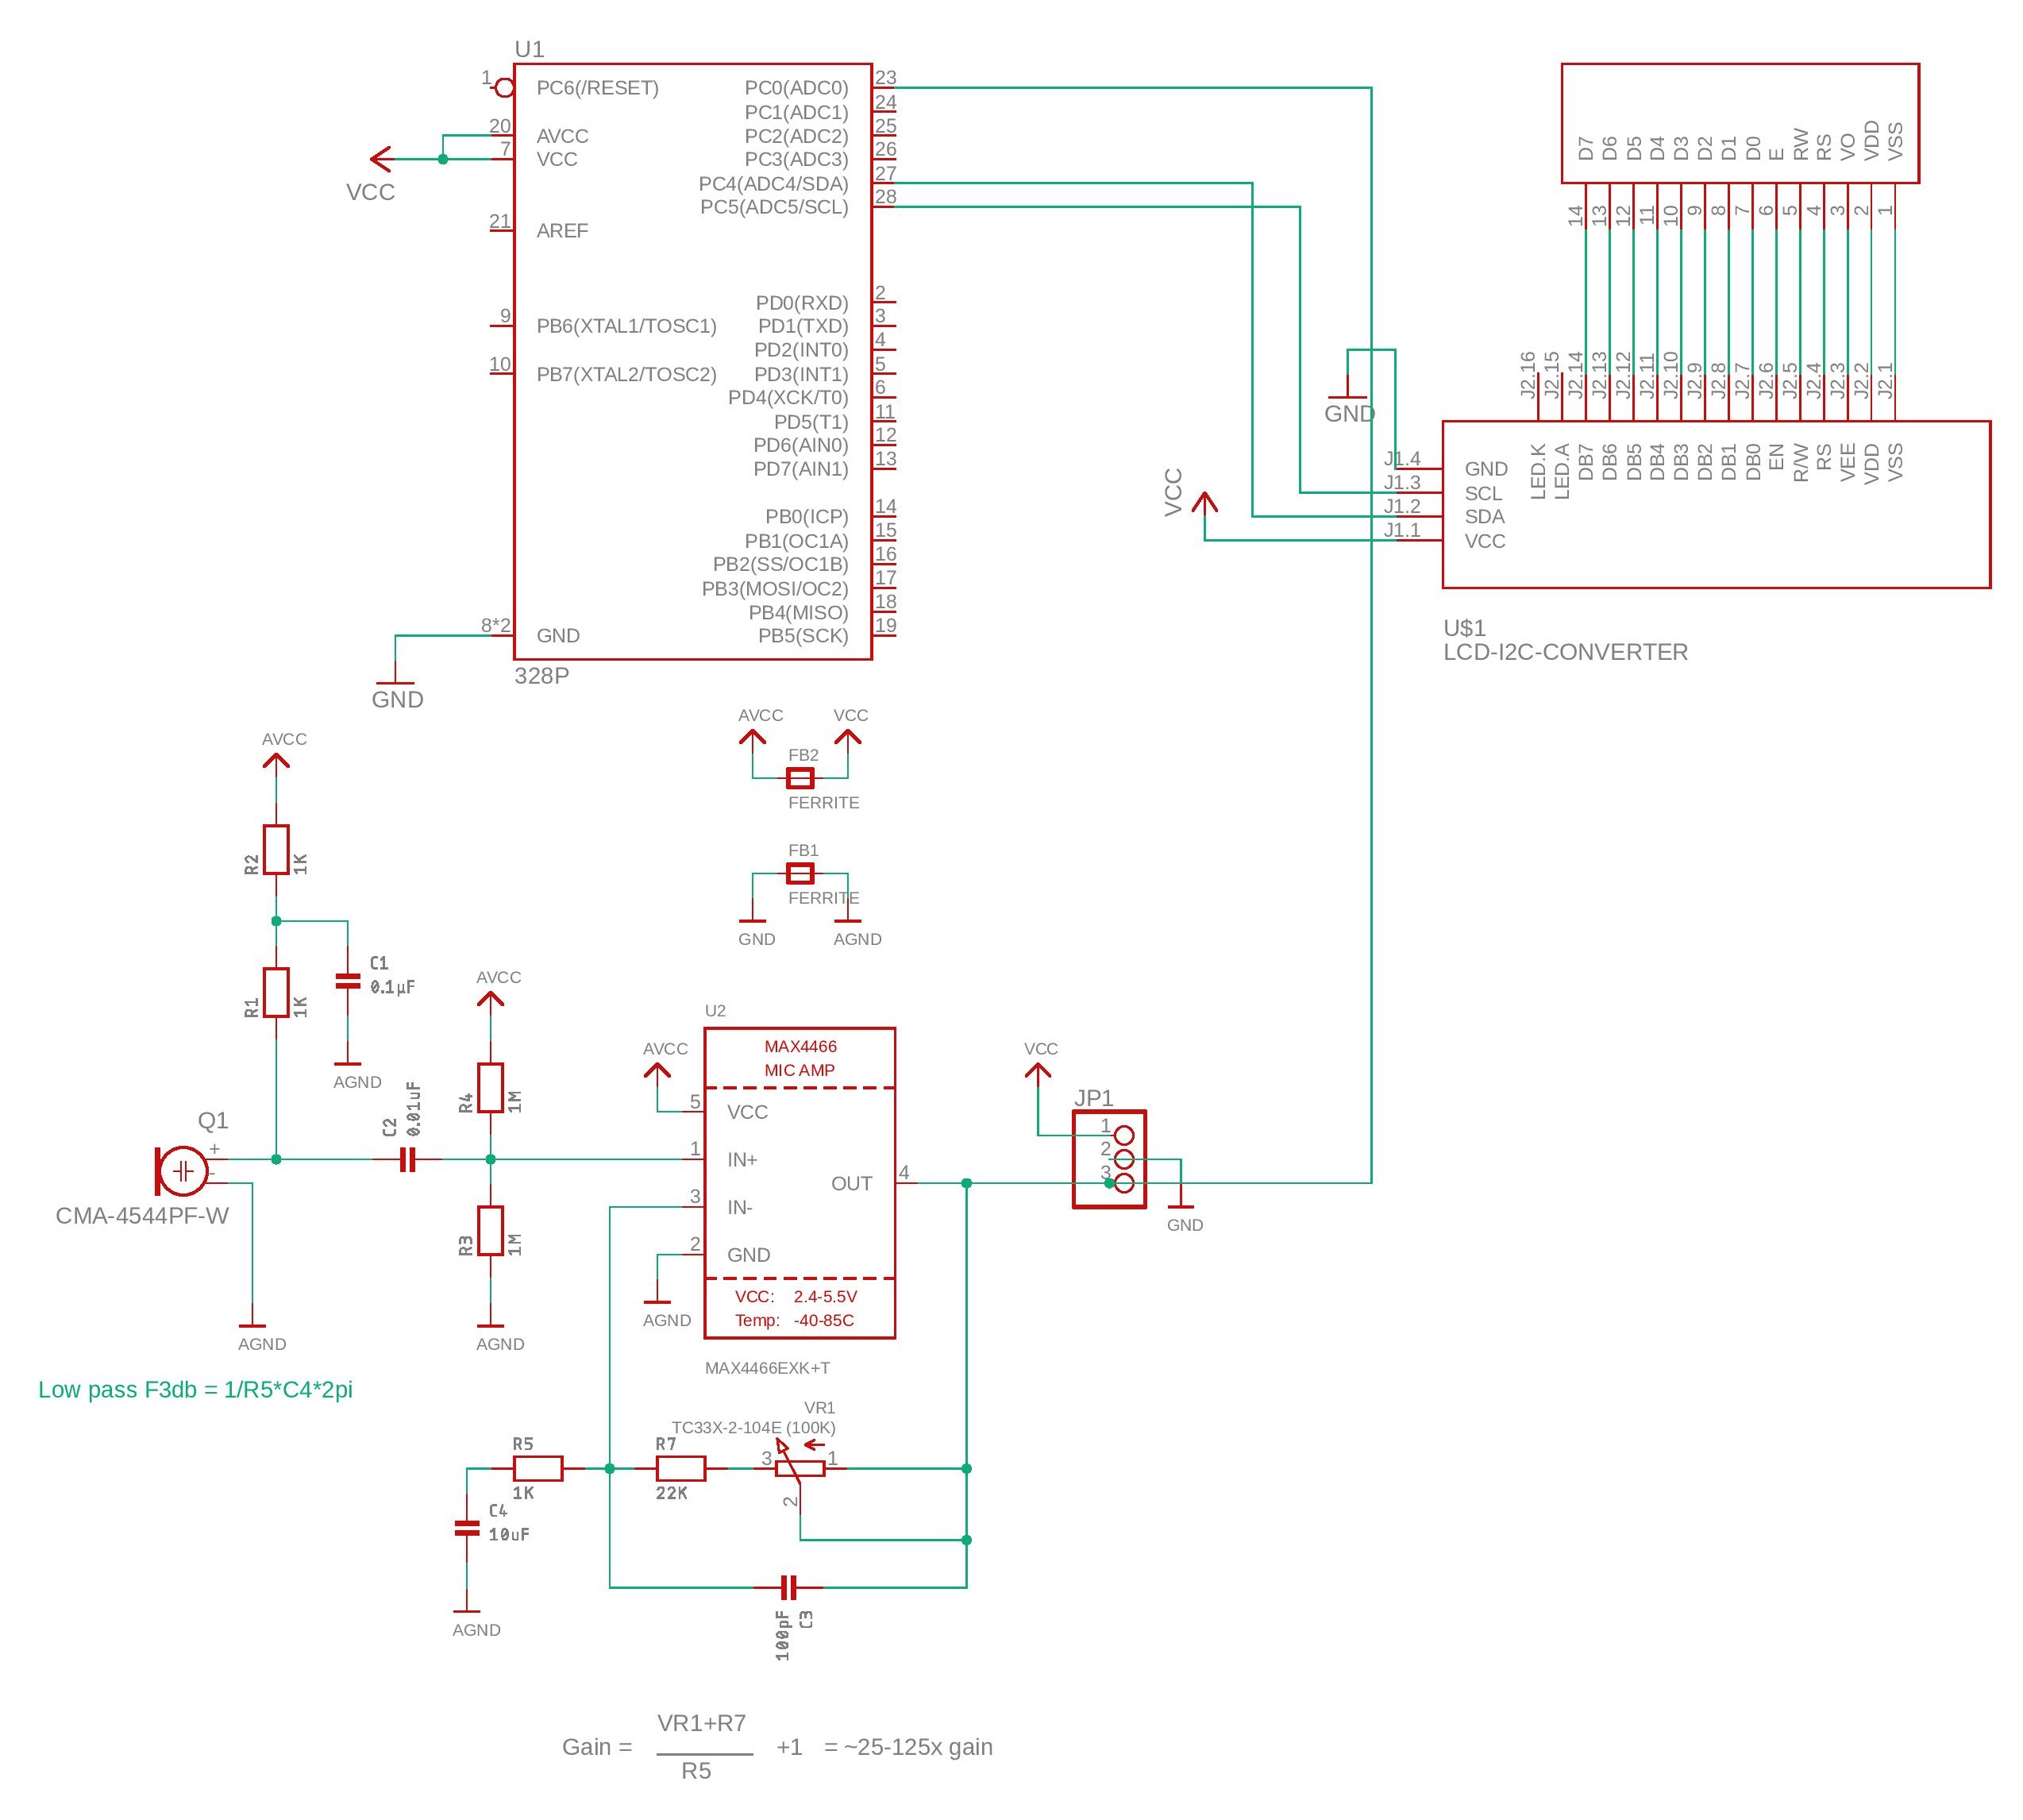 U1
1
PC6(/RESET)
20
AVCC
7
VCC
VCC
21
AREF
9
PB6(XTAL1/TOSC1)
10
PB7(XTAL2/TOSC2)
8*2
GND
GND
328P
PC0(ADC0)
23
PC1(ADC1)
24
PC2(ADC2)
25
PC3(ADC3)
26
PC4(ADC4/SDA)
27
PC5(ADC5/SCL)
28
PD0(RXD)
2
PD1(TXD)
3
PD2(INT0)
4
PD3(INT1)
5
PD4(XCK/T0)
6
PD5(T1)
11
PD6(AIN0)
12
PD7(AIN1)
13
PB0(ICP)
14
PB1(OC1A)
15
PB2(SS/OC1B)
16
PB3(MOSI/OC2)
17
PB4(MISO)
18
PB5(SCK)
19
D7
D6
D5
D4
D3
D2
D1
D0
E
RW
RS
VO
VDD
VSS
14
13
12
11
10
9
8
7
6
5
4
3
2
1
J2.16
J2.15
J2.14
J2.13
J2.12
J2.11
J2.10
J2.9
J2.8
J2.7
J2.6
J2.5
J2.4
J2.3
J2.2
J2.1
LED.K
LED.A
DB7
DB6
DB5
DB4
DB3
DB2
DB1
DB0
EN
R/W
RS
VEE
VDD
VSS
GND
VCC
J1.4
GND
J1.3
SCL
J1.2
SDA
J1.1
VCC
U$1
LCD-I2C-CONVERTER
AVCC
VCC
FB2
FERRITE
FB1
FERRITE
GND
AGND
AVCC
R2
1K
R1
1K
C1
0.1µF
AGND
Q1
+
-
CMA-4544PF-W
AGND
C2
0.01uF
AVCC
R4
1M
R3
1M
AGND
U2
MAX4466
MIC AMP
AVCC
5
VCC
1
IN+
3
IN-
2
GND
OUT
4
AGND
VCC: 2.4-5.5V
Temp: -40-85C
MAX4466EXK+T
VCC
JP1
1
2
3
GND
Low pass F3db = 1/R5*C4*2pi
VR1
TC33X-2-104E (100K)
3
1
2
R5
1K
R7
22K
C4
10uF
AGND
100pF
C3
VR1+R7
Gain = +1 = ~25-125x gain
R5